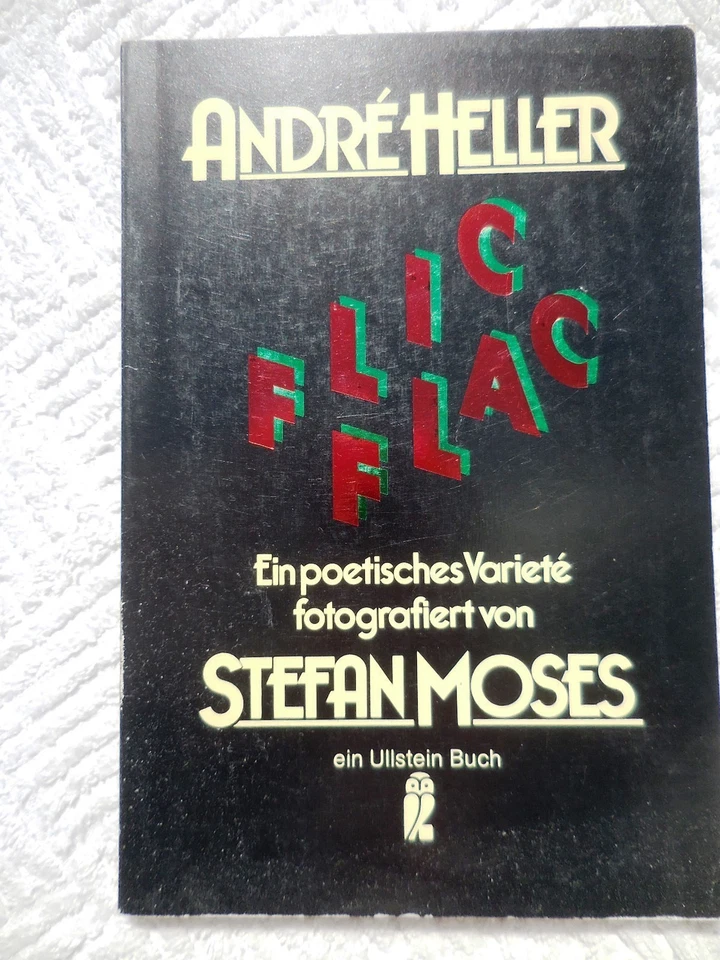 ANDRÉ HELLER
FLIC
FLAC
Ein poetisches Varieté
fotografiert von
STEFAN MOSES
ein Ullstein Buch